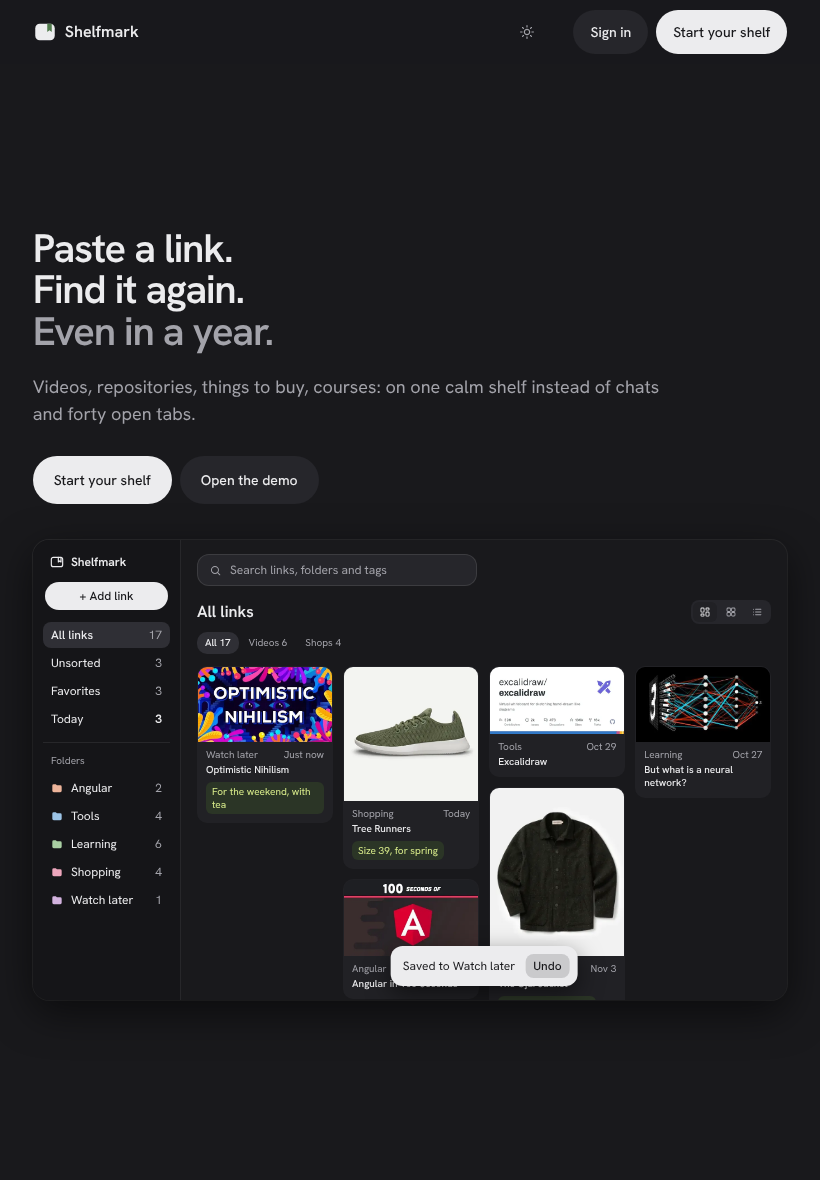 Shelfmark
Sign in
Start your shelf
Paste a link.
Find it again.
Even in a year.
Videos, repositories, things to buy, courses: on one calm shelf instead of chats
and forty open tabs.
Start your shelf
Open the demo
Shelfmark
+ Add link
All links 17
Unsorted 3
Favorites 3
Today 3
Folders
Angular 2
Tools 4
Learning 6
Shopping 4
Watch later 1
Search links, folders and tags
All links
All 17
Videos 6
Shops 4
OPTIMISTIC
NIHILISM
Watch later Just now
Optimistic Nihilism
For the weekend, with
tea
Shopping Today
Tree Runners
Size 39, for spring
100 SECONDS OF
A
Angular
Angular in
excalidraw/
excalidraw
Tools Oct 29
Excalidraw
Nov 3
Learning Oct 27
But what is a neural
network?
Saved to Watch later
Undo